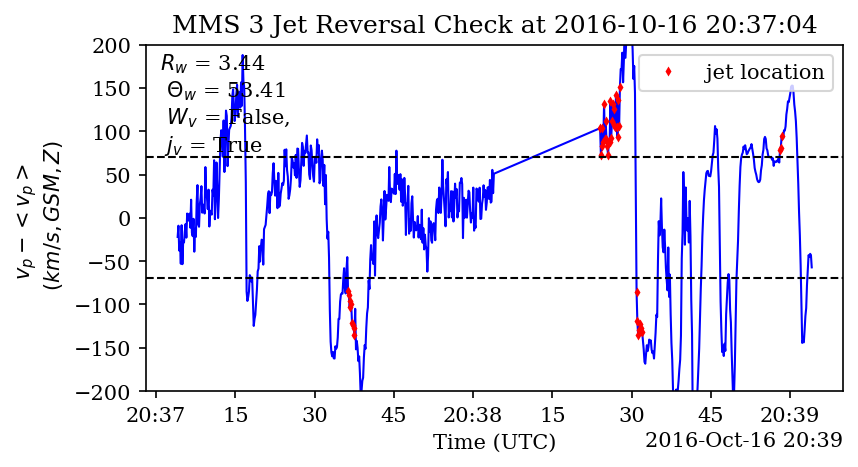 MMS 3 Jet Reversal Check at 2016-10-16 20:37:04
R_w = 3.44
Θ_w = 53.41
W_v = False,
j_v = True
jet location
v_p − < v_p >
(km/s, GSM, Z)
200
150
100
50
0
−50
−100
−150
−200
20:37 15 30 45 20:38 15 30 45 20:39
Time (UTC)
2016-Oct-16 20:39